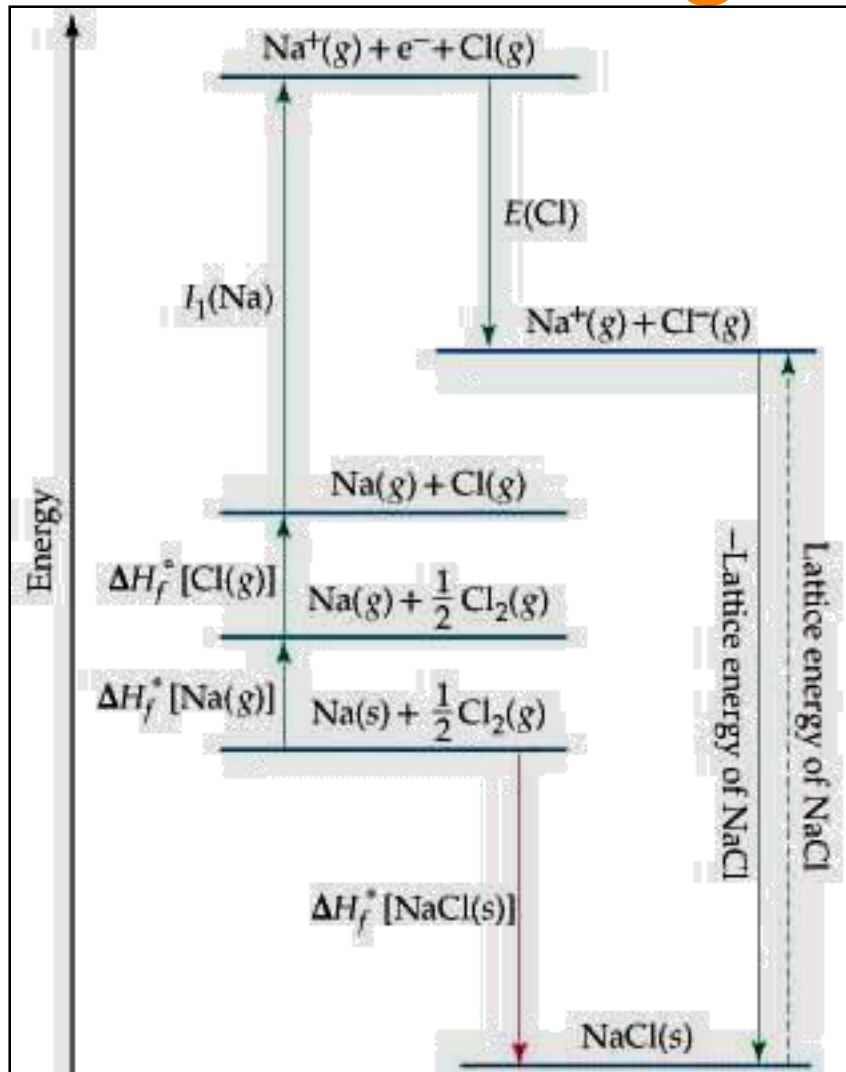 Na⁺(g) + e⁻ + Cl(g)
E(Cl)
I₁(Na)
Na⁺(g) + Cl⁻(g)
Na(g) + Cl(g)
Energy
ΔH°f [Cl(g)]
Na(g) + 1/2 Cl₂(g)
ΔH°f [Na(g)]
Na(s) + 1/2 Cl₂(g)
–Lattice energy of NaCl
Lattice energy of NaCl
ΔH°f [NaCl(s)]
NaCl(s)